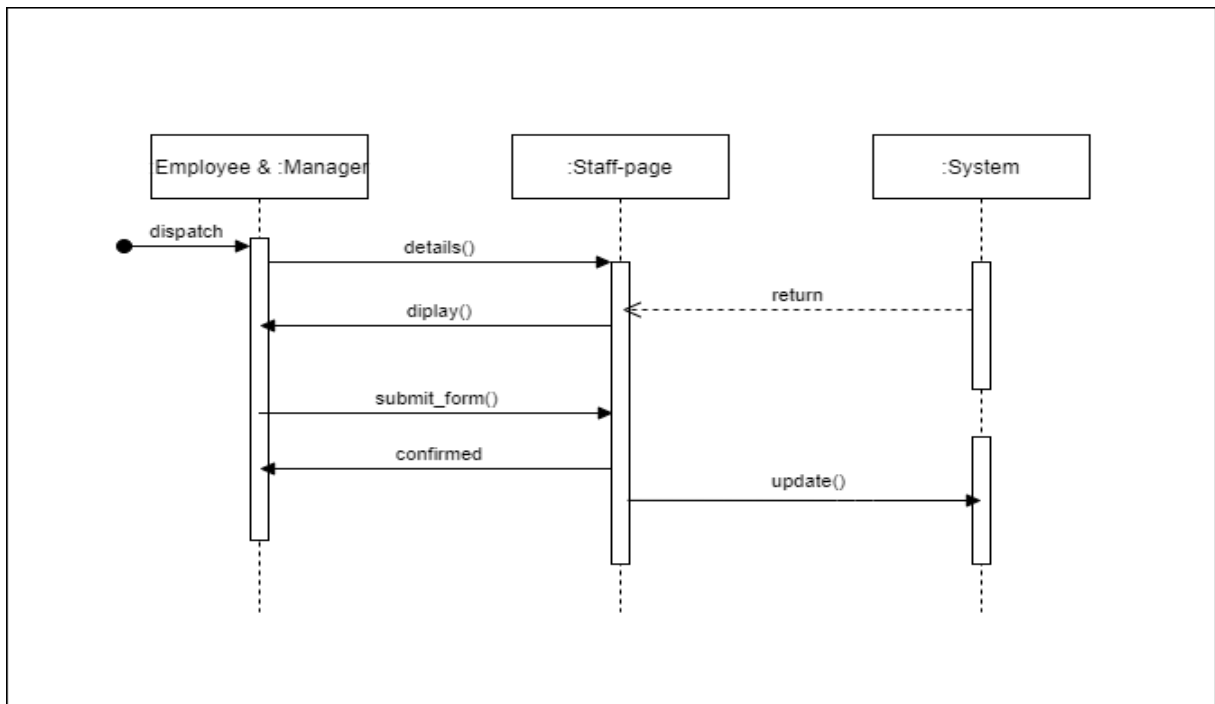 :Employee & :Manager
:Staff-page
:System
dispatch
details()
return
diplay()
submit_form()
confirmed
update()